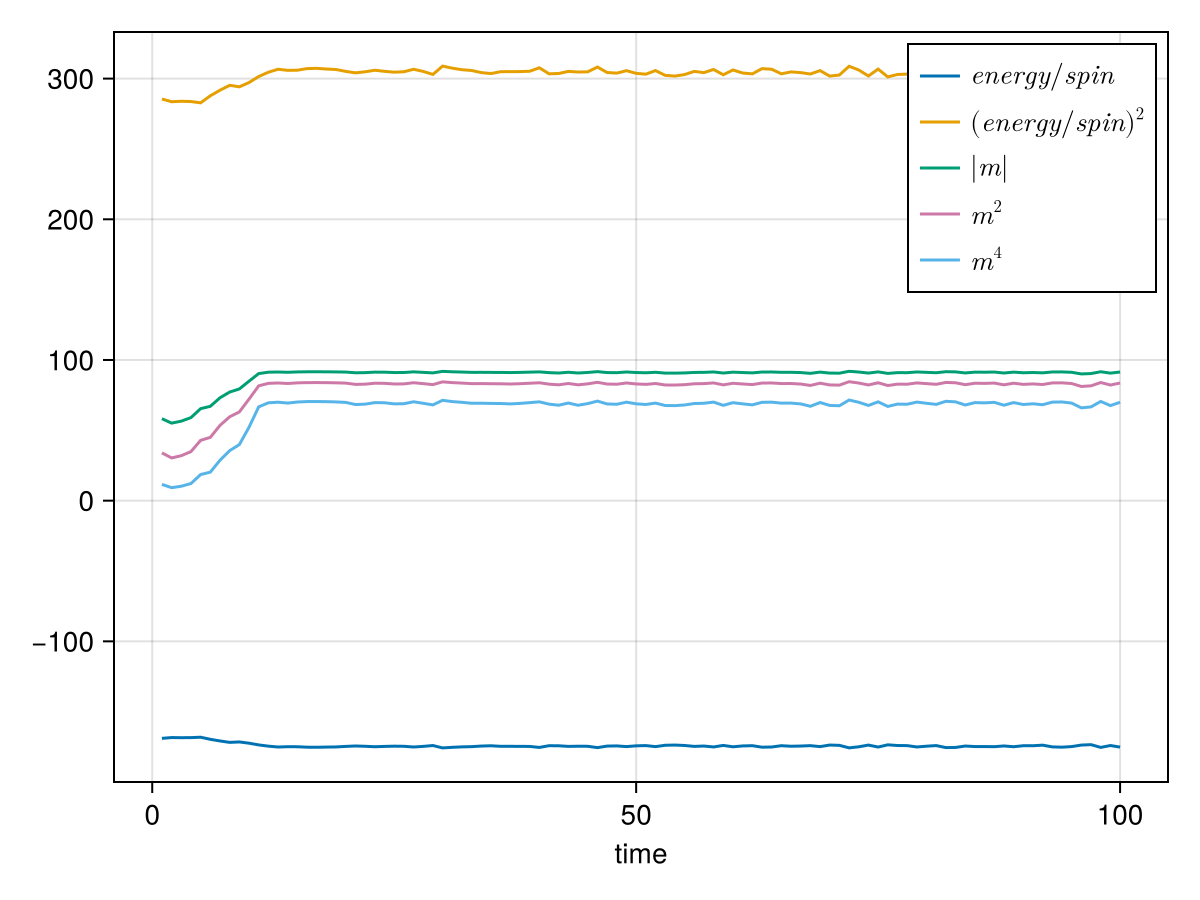 300
200
100
0
−100
0
50
100
time
energy/spin
(energy/spin)²
|m|
m²
m⁴